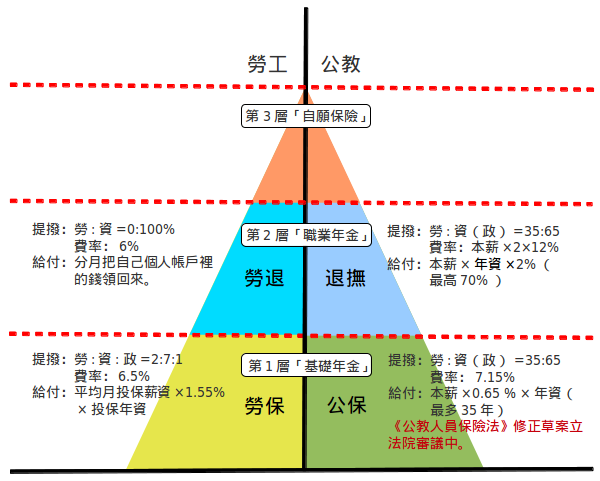 勞工 公教
第3層「自願保險」
第2層「職業年金」
提撥：勞：資=0:100%
費率：6%
給付：分月把自己個人帳戶裡
的錢領回來。
勞退
退撫
提撥：勞：資（政）=35:65
費率：本薪×2×12%
給付：本薪×年資×2%（
最高70% ）
第1層「基礎年金」
提撥：勞：資：政=2:7:1
費率：6.5%
給付：平均月投保薪資×1.55%
×投保年資
勞保
公保
提撥：勞：資（政）=35:65
費率：7.15%
給付：本薪×0.65 % × 年資（
最多35年）
《公教人員保險法》修正草案立
法院審議中。